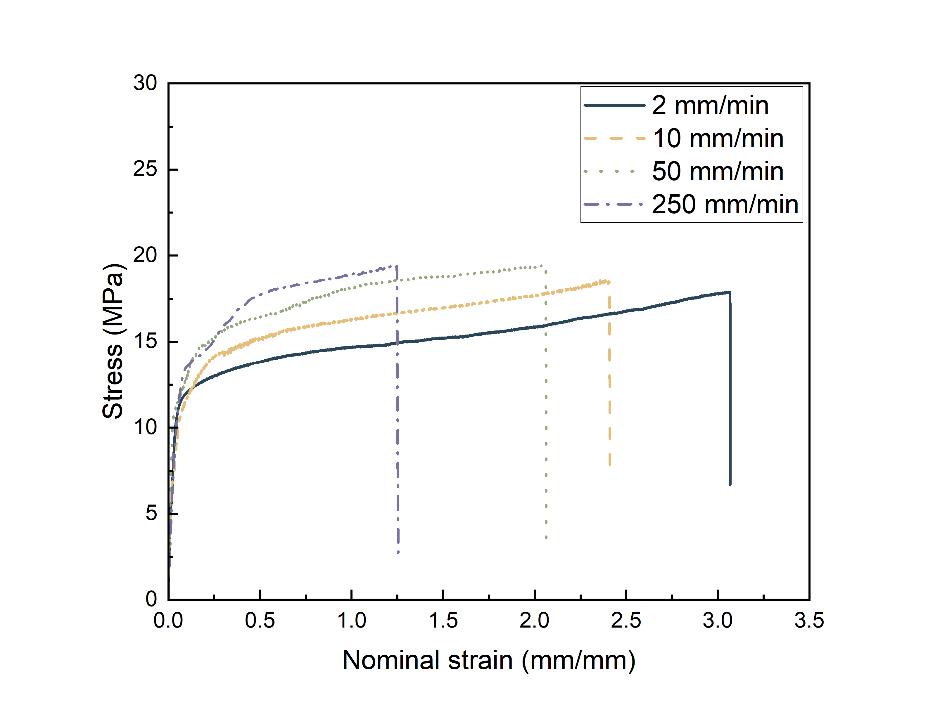 30
25
20
15
10
5
0
0.0 0.5 1.0 1.5 2.0 2.5 3.0 3.5
Stress (MPa)
Nominal strain (mm/mm)
2 mm/min
10 mm/min
50 mm/min
250 mm/min